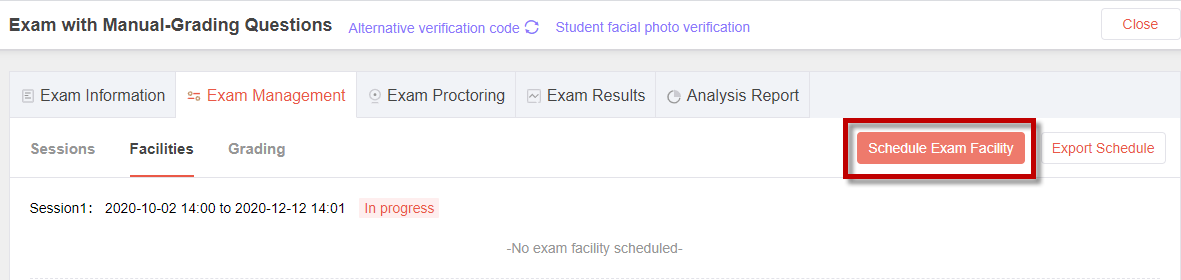 Exam with Manual-Grading Questions Alternative verification code Student facial photo verification Close
Exam Information Exam Management Exam Proctoring Exam Results Analysis Report
Sessions Facilities Grading Schedule Exam Facility Export Schedule
Session1: 2020-10-02 14:00 to 2020-12-12 14:01 In progress
-No exam facility scheduled-